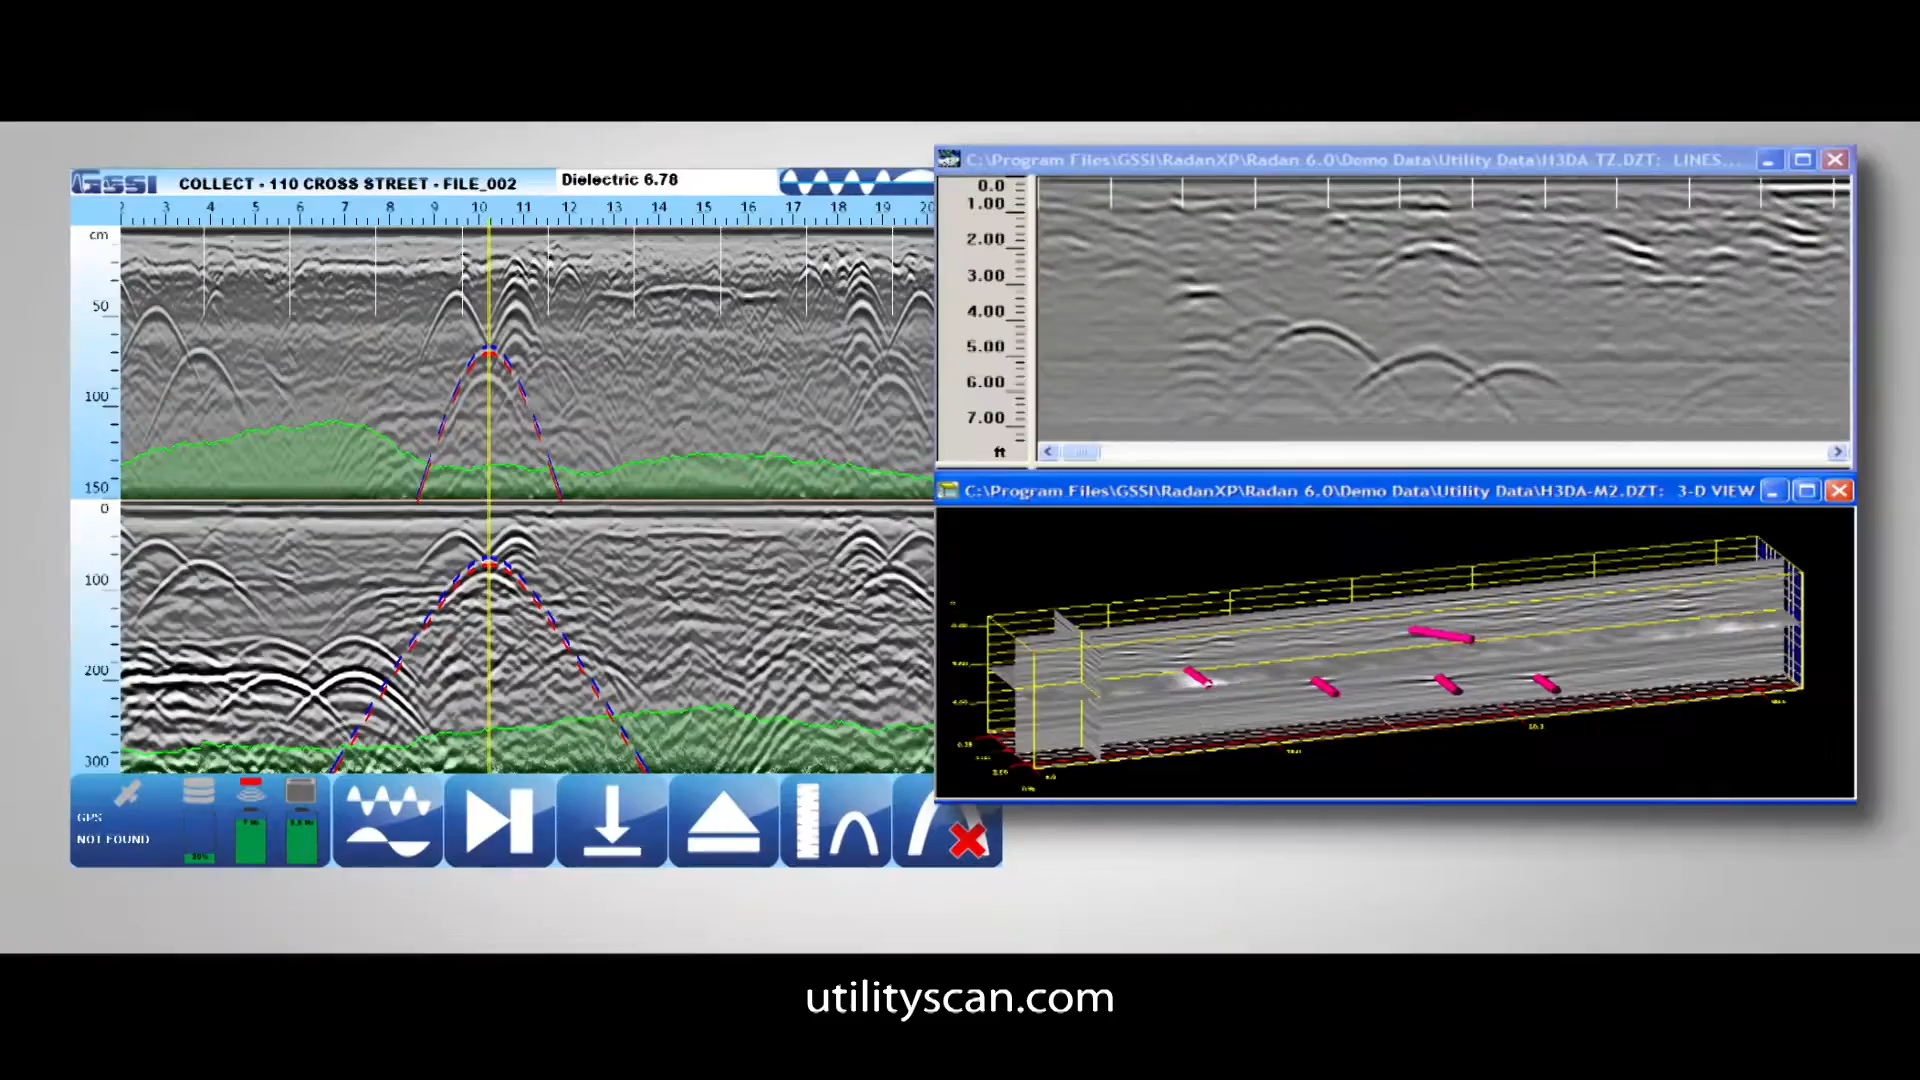 GSSI COLLECT - 110 CROSS STREET - FILE_002 Dielectric 6.78
2 3 4 5 6 7 8 9 10 11 12 13 14 15 16 17 18 19 20
cm
50
100
150
0
100
200
300
GPS
NOT FOUND
C:\Program Files\GSSI\RadanXP\Radan 6.0\Demo Data\Utility Data\H3DA-TZ.DZT: LINES...
0.0
1.00
2.00
3.00
4.00
5.00
6.00
7.00
ft
C:\Program Files\GSSI\RadanXP\Radan 6.0\Demo Data\Utility Data\H3DA-M2.DZT: 3-D VIEW
utilityscan.com